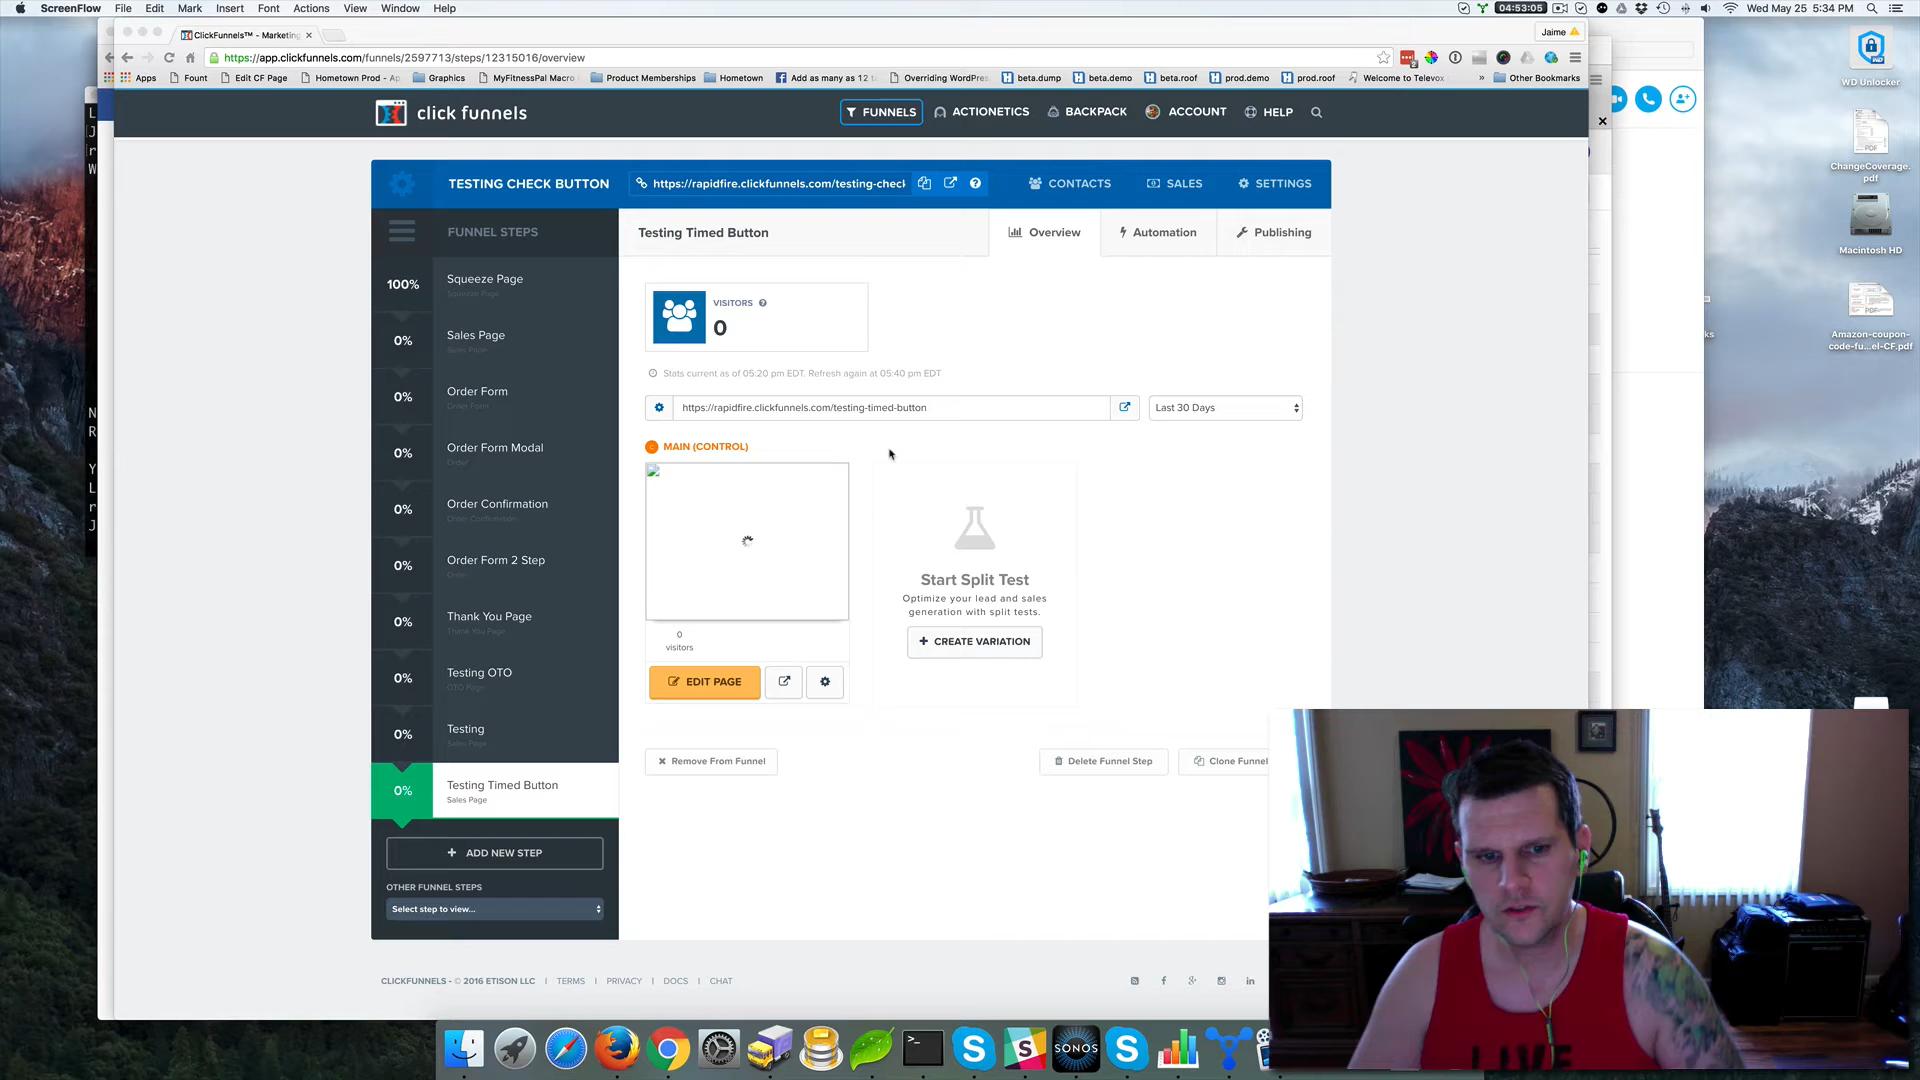 ScreenFlow File Edit Mark Insert Font Actions View Window Help
04:53:05
Wed May 25 5:34 PM
ClickFunnels™ - Marketing
Jaime
https://app.clickfunnels.com/funnels/2597713/steps/12315016/overview
Apps Fount Edit CF Page Hometown Prod - Ap Graphics MyFitnessPal Macro Product Memberships Hometown Add as many as 12 t Overriding WordPre beta.dump beta.demo beta.roof prod.demo prod.roof Welcome to Televox » Other Bookmarks
click funnels
FUNNELS ACTIONETICS BACKPACK ACCOUNT HELP
TESTING CHECK BUTTON
https://rapidfire.clickfunnels.com/testing-check
CONTACTS SALES SETTINGS
FUNNEL STEPS
Testing Timed Button
Overview Automation Publishing
100% Squeeze Page
Squeeze Page
0% Sales Page
Sales Page
0% Order Form
Order Form
0% Order Form Modal
Order
0% Order Confirmation
Order Confirmation
0% Order Form 2 Step
Order
0% Thank You Page
Thank You Page
0% Testing OTO
OTO Page
0% Testing
Sales Page
0% Testing Timed Button
Sales Page
+ ADD NEW STEP
OTHER FUNNEL STEPS
Select step to view...
VISITORS
0
Stats current as of 05:20 pm EDT. Refresh again at 05:40 pm EDT
https://rapidfire.clickfunnels.com/testing-timed-button
Last 30 Days
MAIN (CONTROL)
0
visitors
EDIT PAGE
Start Split Test
Optimize your lead and sales
generation with split tests.
+ CREATE VARIATION
Remove From Funnel
Delete Funnel Step
Clone Funnel
CLICKFUNNELS - © 2016 ETISON LLC | TERMS | PRIVACY | DOCS | CHAT
WD Unlocker
ChangeCoverage.
pdf
Macintosh HD
Amazon-coupon-
code-fu...el-CF.pdf
SONOS
LIVE